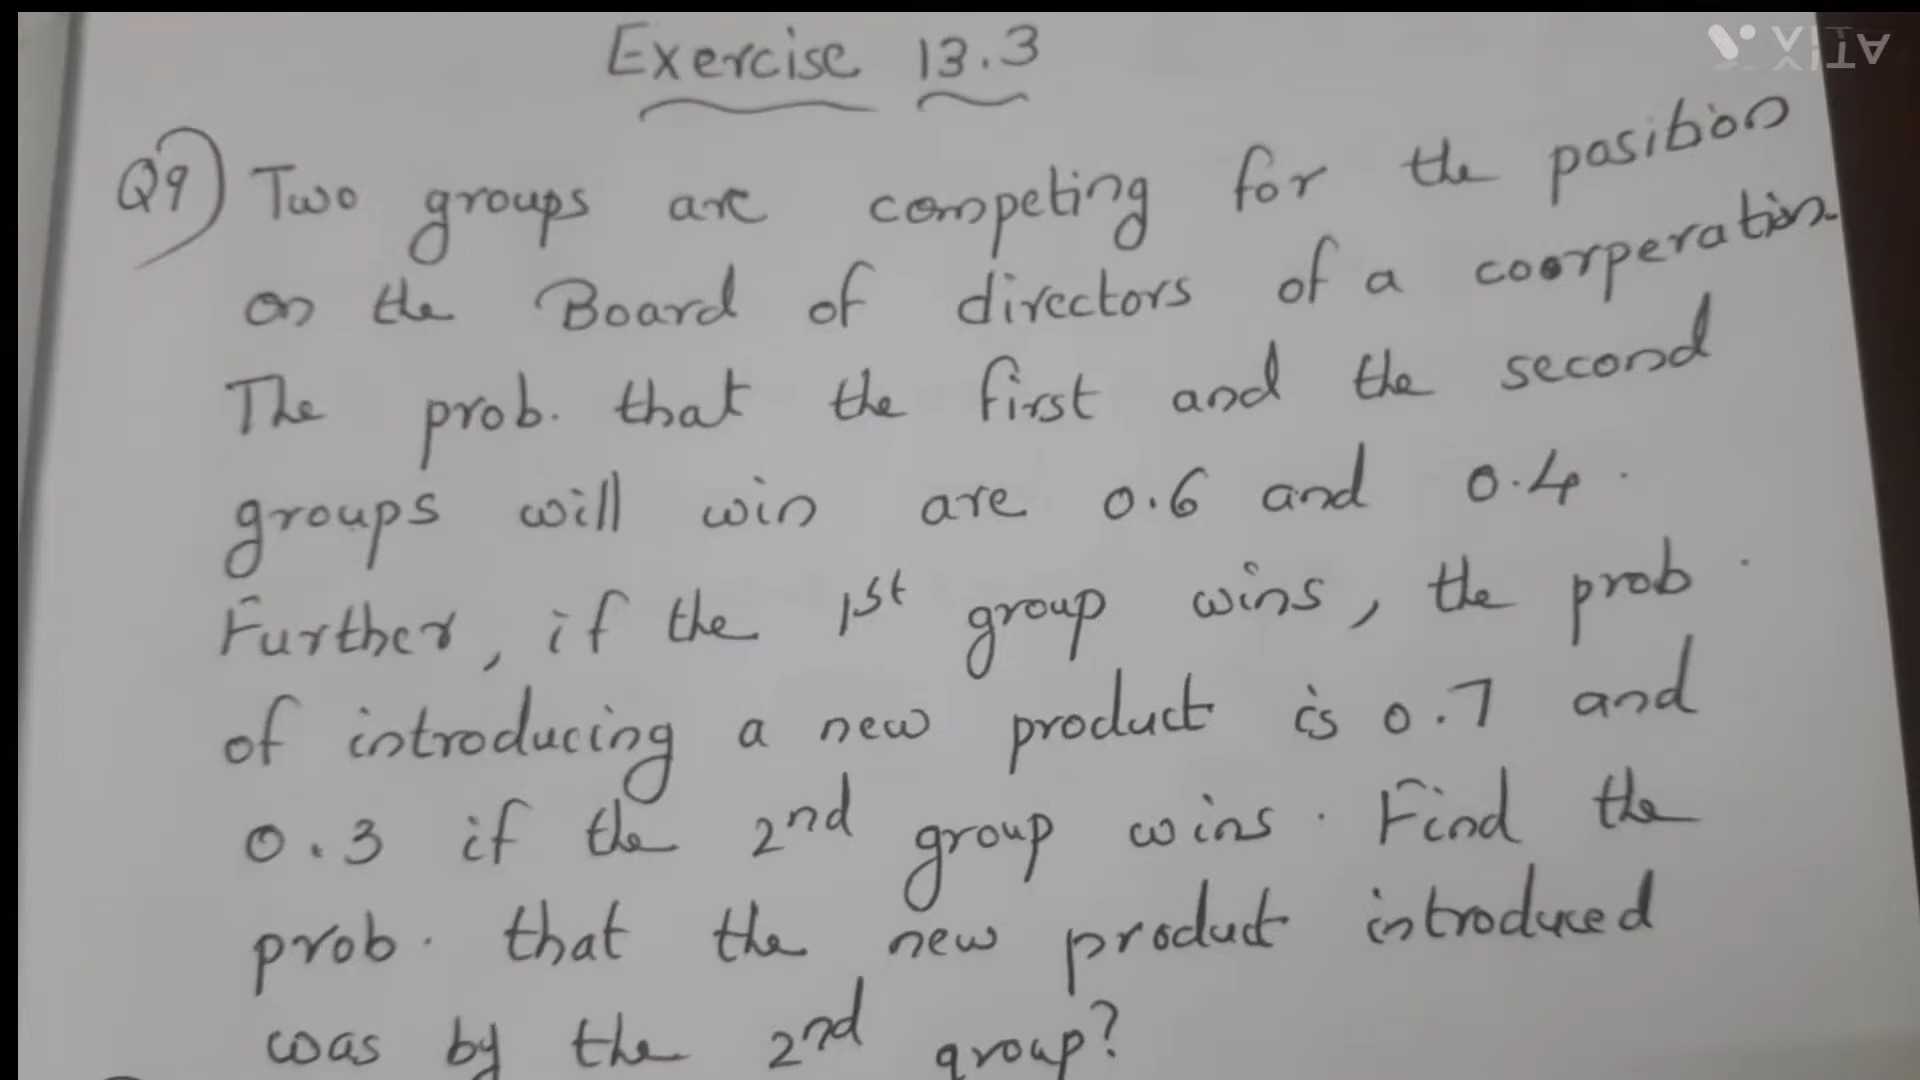 Exercise 13.3
Q9) Two groups are competing for the position
on the Board of directors of a coorperation.
The prob. that the first and the second
groups will win are 0.6 and 0.4.
Further, if the 1st group wins, the prob.
of introducing a new product is 0.7 and
0.3 if the 2nd group wins. Find the
prob. that the new product introduced
was by the 2nd group?